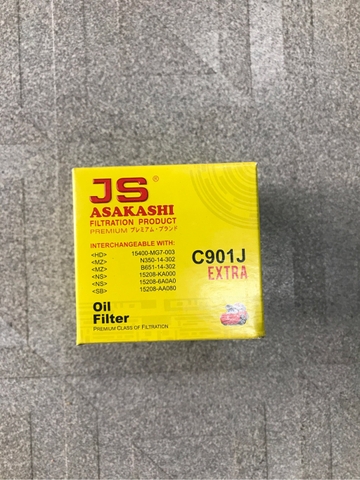 JS®
ASAKASHI
FILTRATION PRODUCT
PREMIUM プレミアム・ブランド
INTERCHANGEABLE WITH:
<HD> 15400-MG7-003
<MZ> N350-14-302
<MZ> B651-14-302
<NS> 15208-KA000
<NS> 15208-6A0A0
<SB> 15208-AA080
C901J
EXTRA
Oil
Filter
PREMIUM CLASS OF FILTRATION